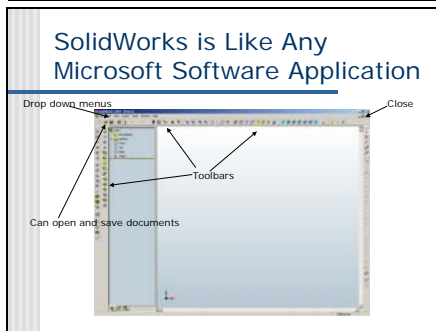 SolidWorks is Like Any
Microsoft Software Application
Drop down menus
Close
Toolbars
Can open and save documents